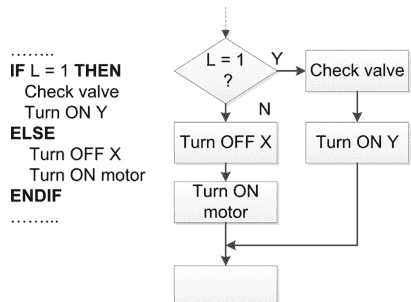 ........
IF L = 1 THEN
Check valve
Turn ON Y
ELSE
Turn OFF X
Turn ON motor
ENDIF
.........
L = 1
?
Y
Check valve
N
Turn OFF X
Turn ON Y
Turn ON
motor